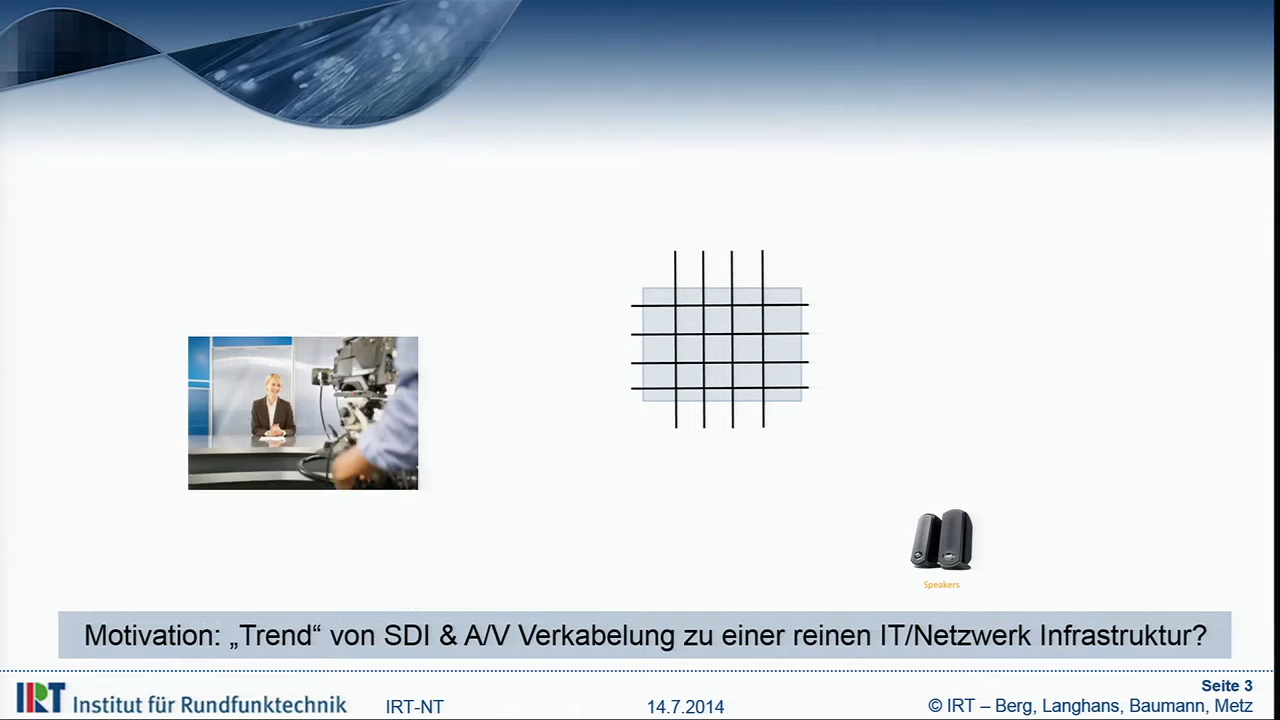 Speakers
Motivation: „Trend“ von SDI & A/V Verkabelung zu einer reinen IT/Netzwerk Infrastruktur?
Seite 3
IRT Institut für Rundfunktechnik
IRT-NT
14.7.2014
© IRT – Berg, Langhans, Baumann, Metz